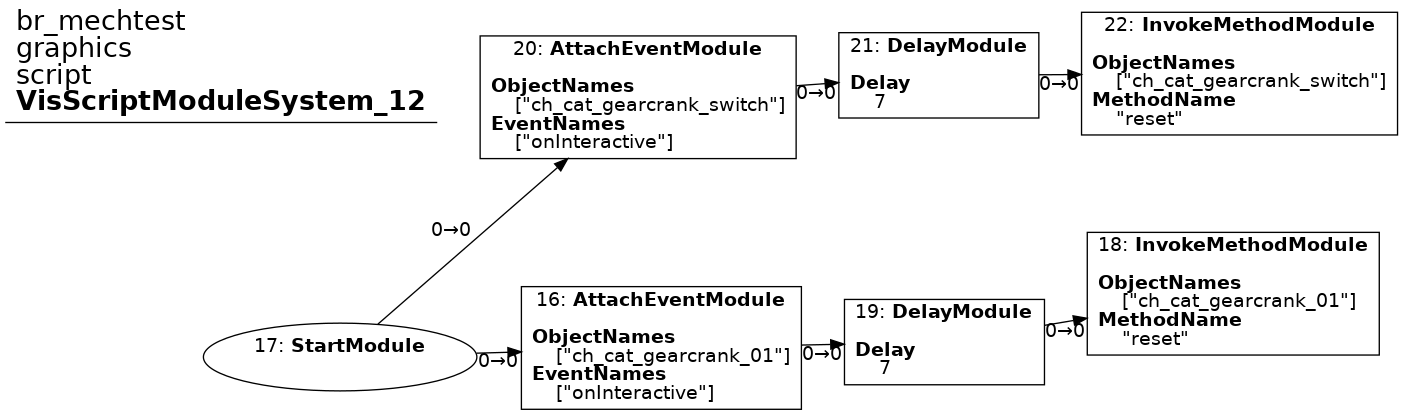 br_mechtest
graphics
script
VisScriptModuleSystem_12
20: AttachEventModule
ObjectNames
["ch_cat_gearcrank_switch"]
EventNames
["onInteractive"]
0→0
21: DelayModule
Delay
7
0→0
22: InvokeMethodModule
ObjectNames
["ch_cat_gearcrank_switch"]
MethodName
"reset"
0→0
17: StartModule
0→0
16: AttachEventModule
ObjectNames
["ch_cat_gearcrank_01"]
EventNames
["onInteractive"]
0→0
19: DelayModule
Delay
7
0→0
18: InvokeMethodModule
ObjectNames
["ch_cat_gearcrank_01"]
MethodName
"reset"